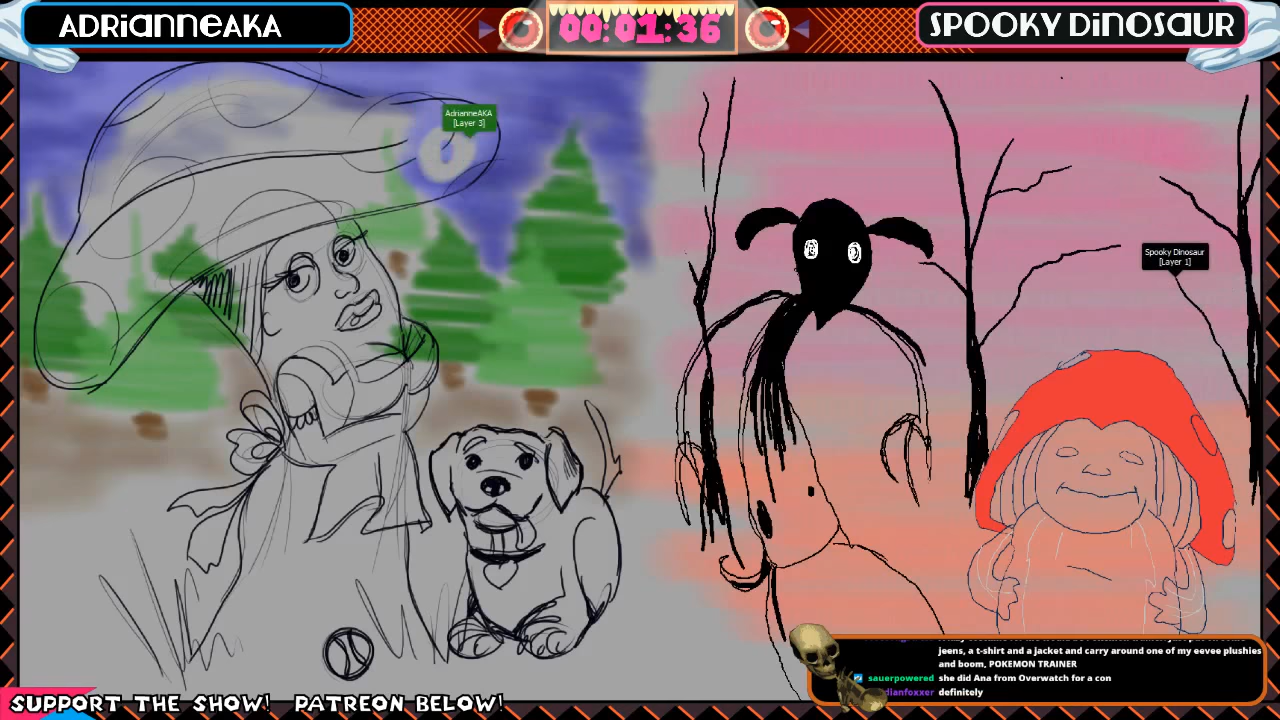 ADRIANNEAKA
00:01:36
SPOOKY DINOSAUR
AdrianneAKA
[Layer 3]
Spooky Dinosaur
[Layer 1]
jeens, a t-shirt and a jacket and carry around one of my eevee plushies
and boom, POKEMON TRAINER
sauerpowered she did Ana from Overwatch for a con
definitely
SUPPORT THE SHOW! PATREON BELOW!